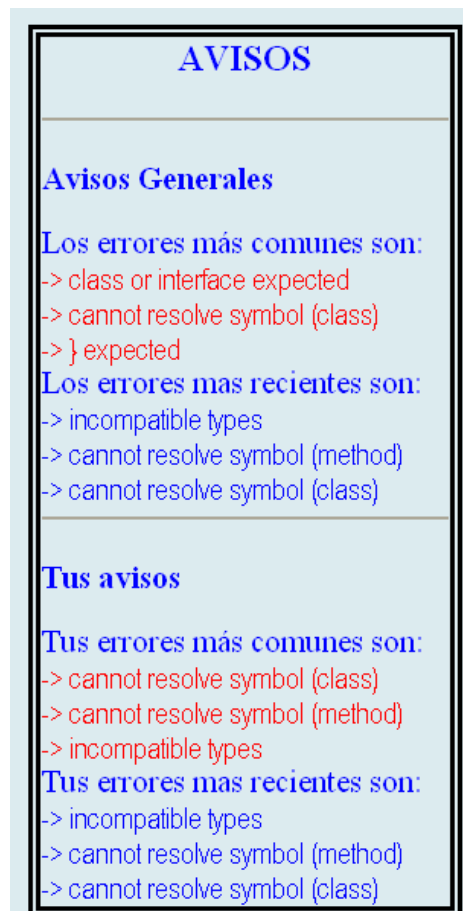 AVISOS
Avisos Generales
Los errores más comunes son:
-> class or interface expected
-> cannot resolve symbol (class)
-> } expected
Los errores mas recientes son:
-> incompatible types
-> cannot resolve symbol (method)
-> cannot resolve symbol (class)
Tus avisos
Tus errores más comunes son:
-> cannot resolve symbol (class)
-> cannot resolve symbol (method)
-> incompatible types
Tus errores mas recientes son:
-> incompatible types
-> cannot resolve symbol (method)
-> cannot resolve symbol (class)